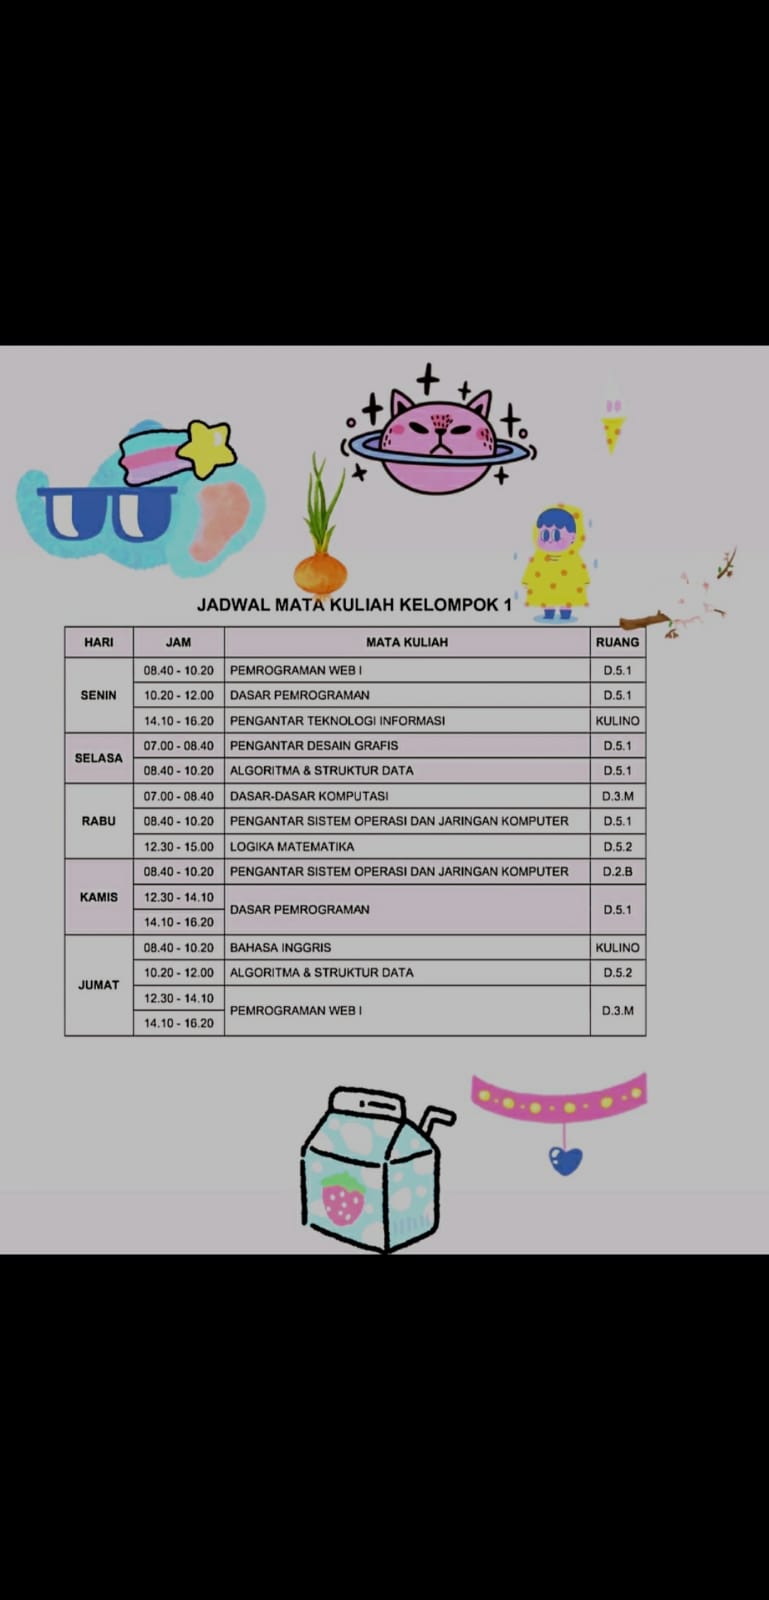 JADWAL MATA KULIAH KELOMPOK 1
HARI JAM MATA KULIAH RUANG
SENIN
08.40 - 10.20 PEMROGRAMAN WEB I D.5.1
10.20 - 12.00 DASAR PEMROGRAMAN D.5.1
14.10 - 16.20 PENGANTAR TEKNOLOGI INFORMASI KULINO
SELASA
07.00 - 08.40 PENGANTAR DESAIN GRAFIS D.5.1
08.40 - 10.20 ALGORITMA & STRUKTUR DATA D.5.1
RABU
07.00 - 08.40 DASAR-DASAR KOMPUTASI D.3.M
08.40 - 10.20 PENGANTAR SISTEM OPERASI DAN JARINGAN KOMPUTER D.5.1
12.30 - 15.00 LOGIKA MATEMATIKA D.5.2
KAMIS
08.40 - 10.20 PENGANTAR SISTEM OPERASI DAN JARINGAN KOMPUTER D.2.B
12.30 - 14.10
14.10 - 16.20
DASAR PEMROGRAMAN D.5.1
JUMAT
08.40 - 10.20 BAHASA INGGRIS KULINO
10.20 - 12.00 ALGORITMA & STRUKTUR DATA D.5.2
12.30 - 14.10
14.10 - 16.20
PEMROGRAMAN WEB I D.3.M